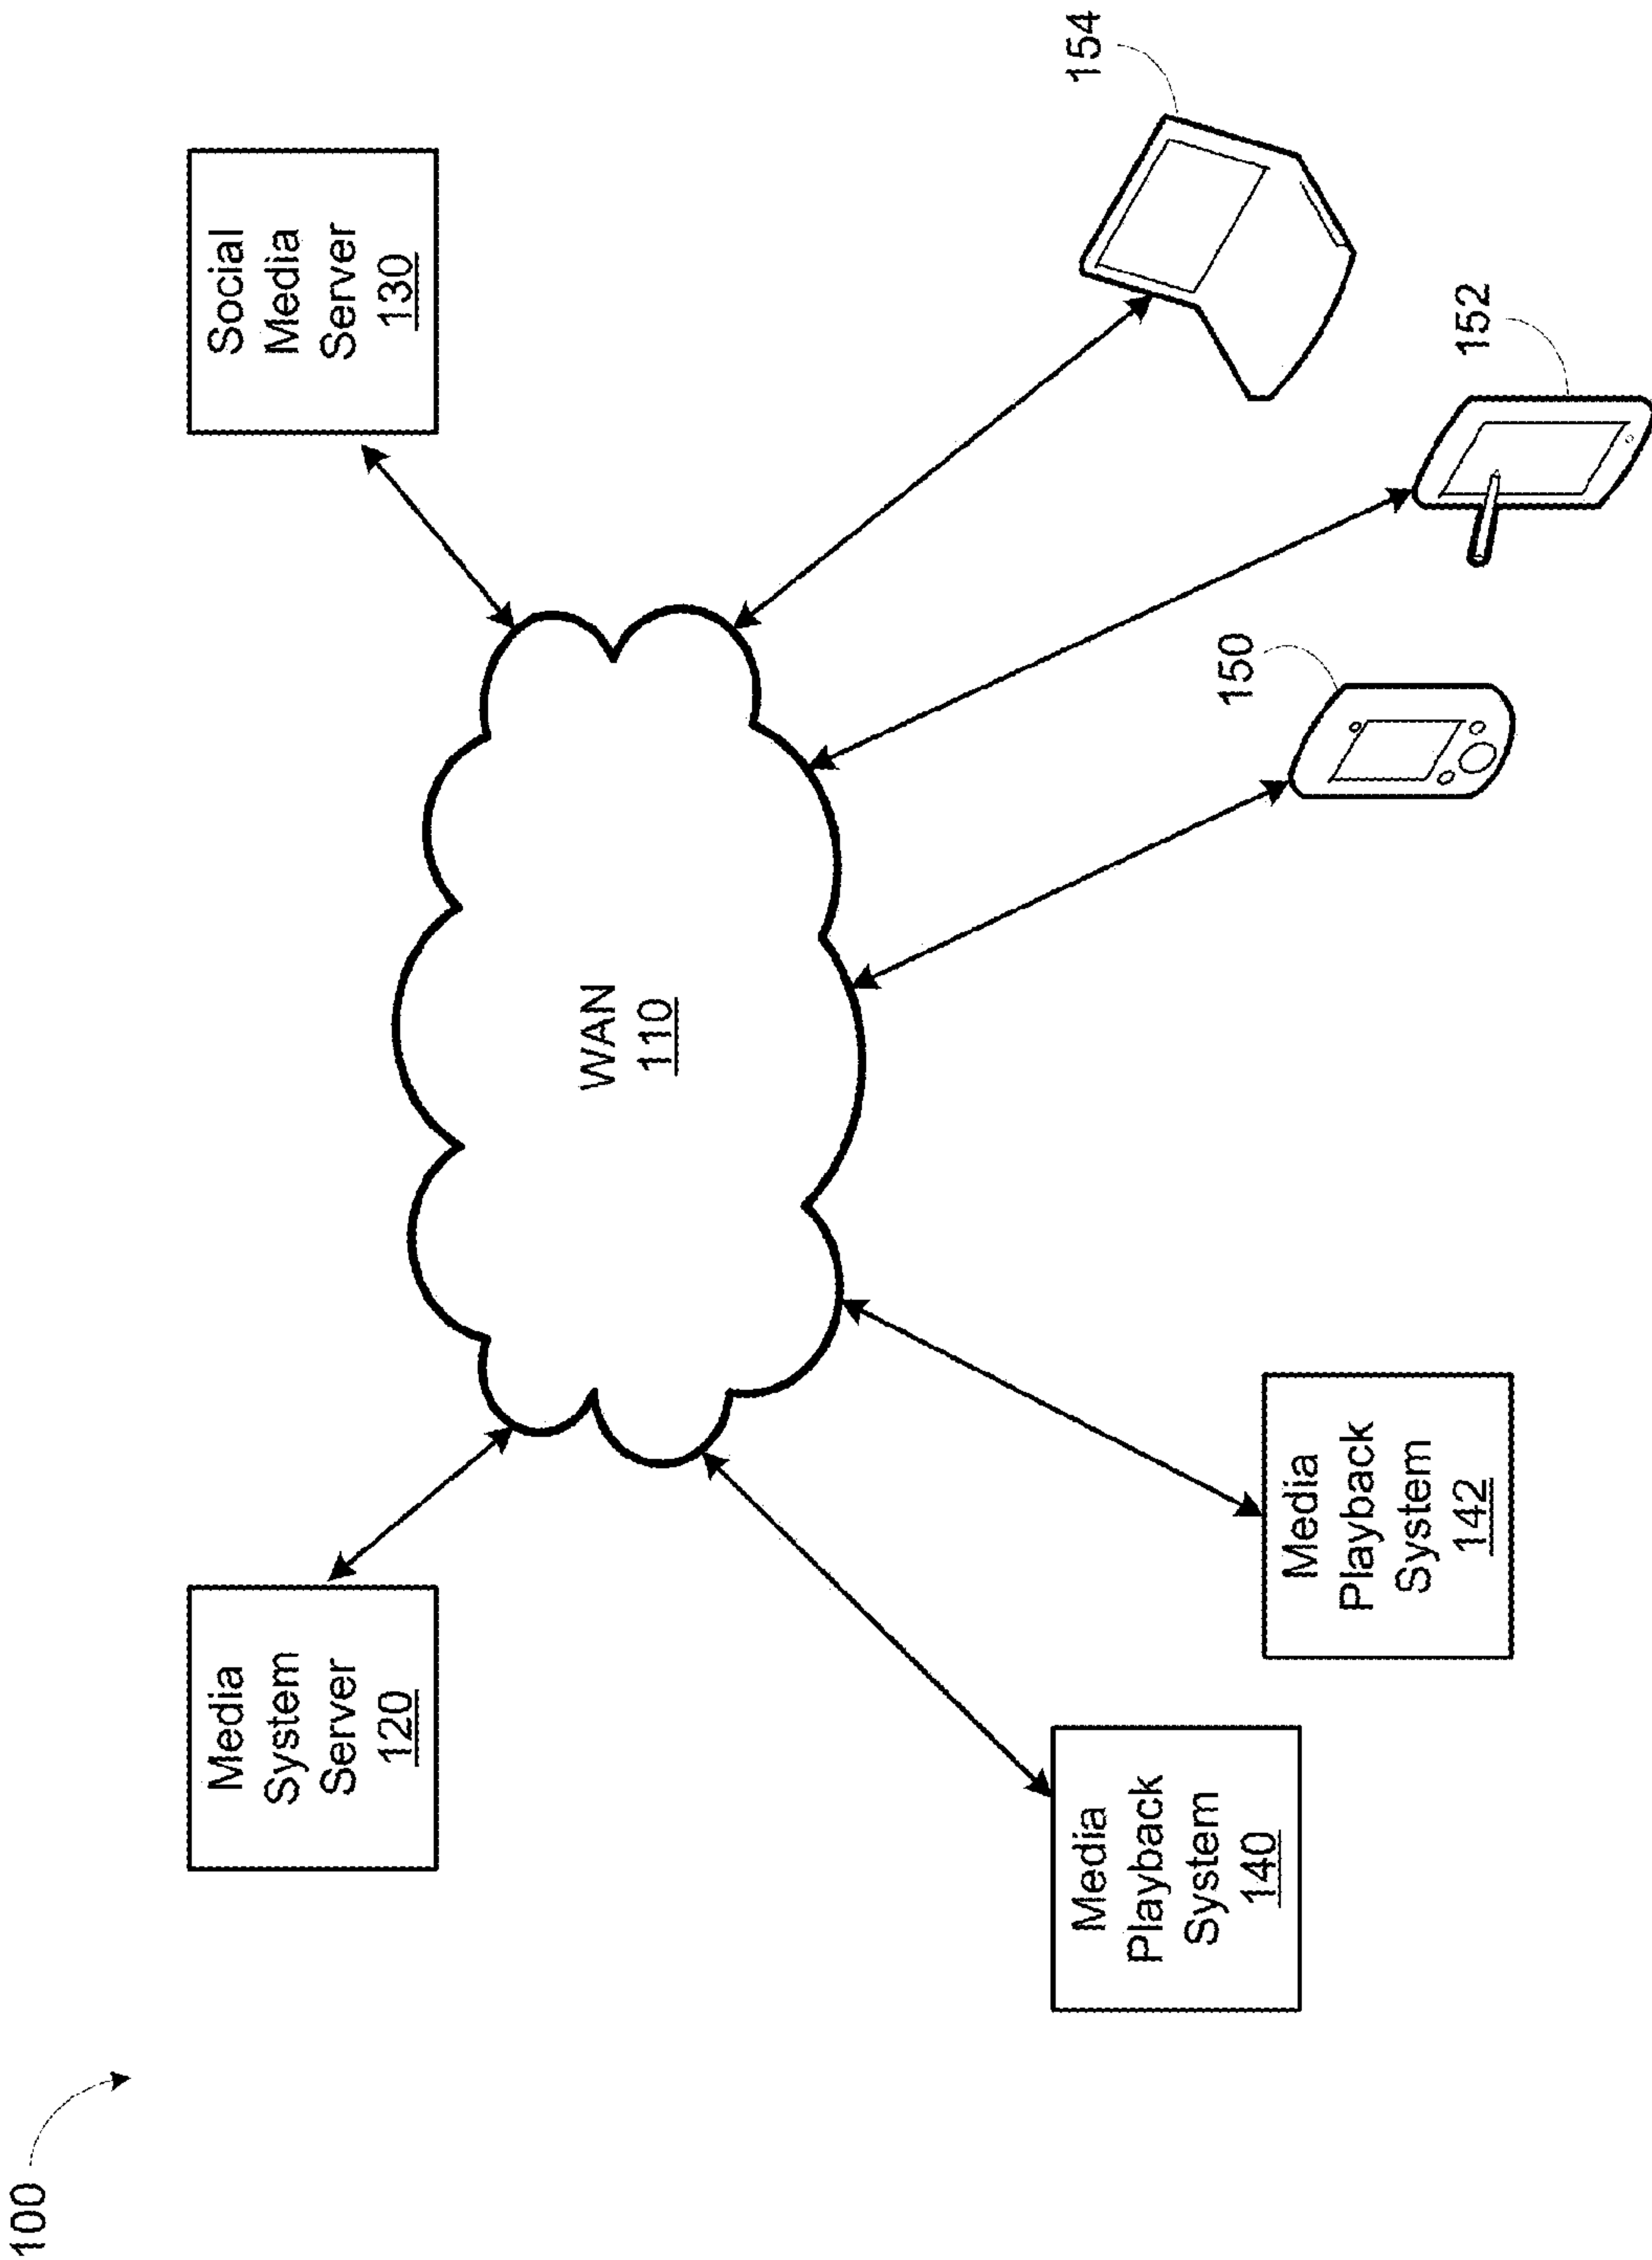 100
Media
System
Server
120
Social
Media
Server
130
WAN
110
Media
Playback
System
140
Media
Playback
System
142
150
152
154